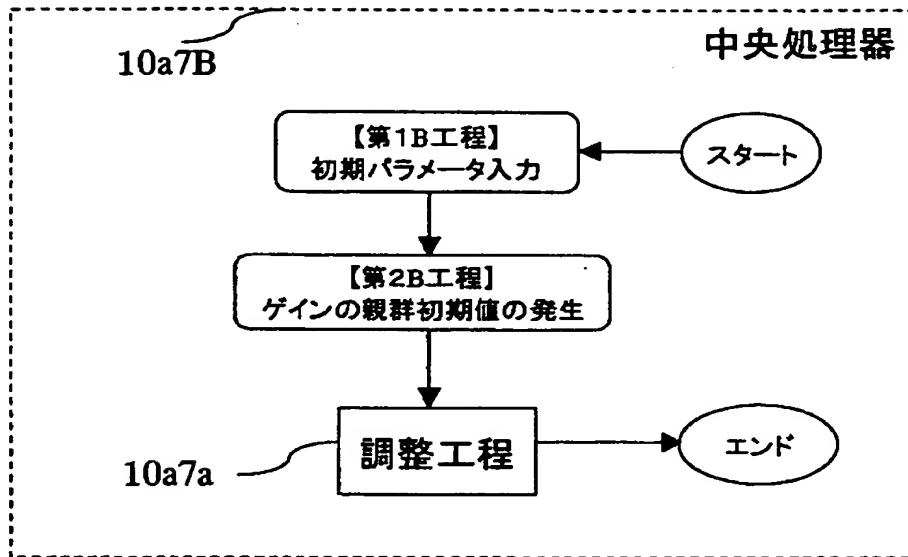 10a7B
中央処理器
【第1B工程】
初期パラメータ入力
スタート
【第2B工程】
ゲインの親群初期値の発生
調整工程
エンド
10a7a